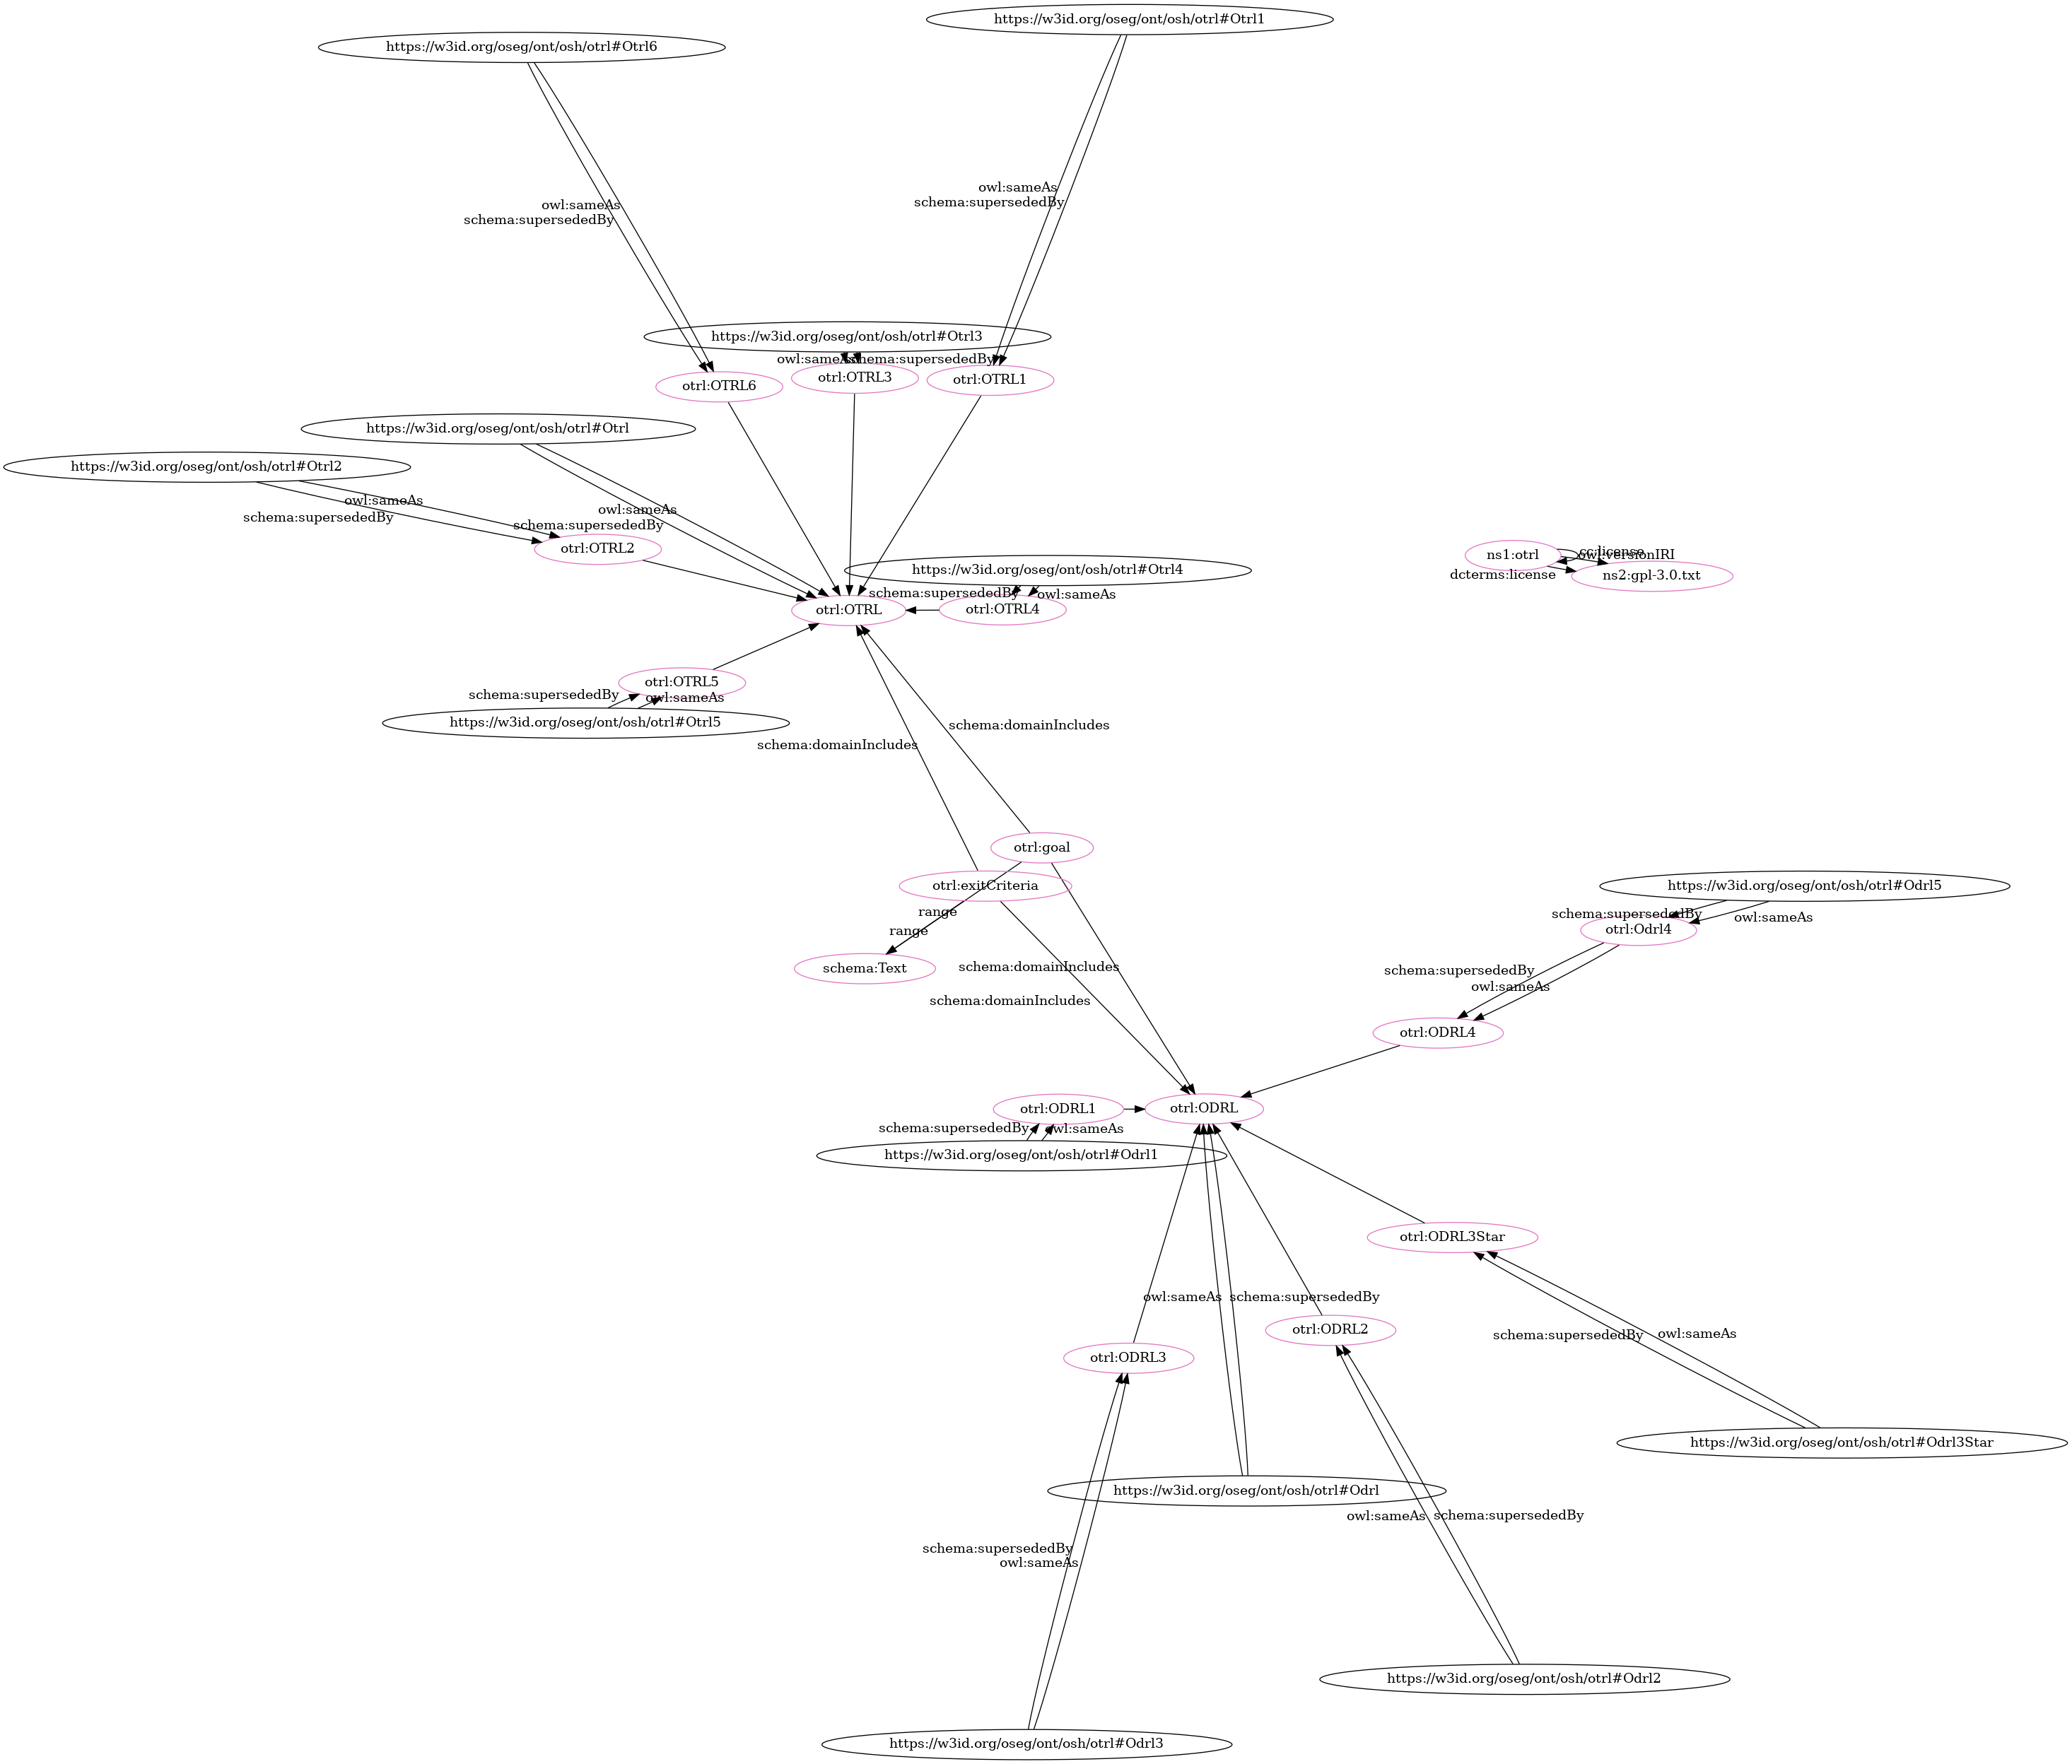 https://w3id.org/oseg/ont/osh/otrl#Otrl1
https://w3id.org/oseg/ont/osh/otrl#Otrl6
owl:sameAs
schema:supersededBy
owl:sameAs
schema:supersededBy
https://w3id.org/oseg/ont/osh/otrl#Otrl3
owl:sameAs
schema:supersededBy
otrl:OTRL6
otrl:OTRL3
otrl:OTRL1
https://w3id.org/oseg/ont/osh/otrl#Otrl
https://w3id.org/oseg/ont/osh/otrl#Otrl2
owl:sameAs
schema:supersededBy
owl:sameAs
schema:supersededBy
otrl:OTRL2
ns1:otrl
cc:license
owl:versionIRI
dcterms:license
ns2:gpl-3.0.txt
https://w3id.org/oseg/ont/osh/otrl#Otrl4
schema:supersededBy
owl:sameAs
otrl:OTRL
otrl:OTRL4
otrl:OTRL5
schema:supersededBy
owl:sameAs
https://w3id.org/oseg/ont/osh/otrl#Otrl5
schema:domainIncludes
schema:domainIncludes
otrl:goal
otrl:exitCriteria
https://w3id.org/oseg/ont/osh/otrl#Odrl5
range
schema:supersededBy
owl:sameAs
range
otrl:Odrl4
schema:Text
schema:domainIncludes
schema:supersededBy
owl:sameAs
schema:domainIncludes
otrl:ODRL4
otrl:ODRL1
otrl:ODRL
schema:supersededBy
owl:sameAs
https://w3id.org/oseg/ont/osh/otrl#Odrl1
otrl:ODRL3Star
owl:sameAs
schema:supersededBy
otrl:ODRL2
schema:supersededBy
owl:sameAs
otrl:ODRL3
https://w3id.org/oseg/ont/osh/otrl#Odrl3Star
https://w3id.org/oseg/ont/osh/otrl#Odrl
owl:sameAs
schema:supersededBy
schema:supersededBy
owl:sameAs
https://w3id.org/oseg/ont/osh/otrl#Odrl2
https://w3id.org/oseg/ont/osh/otrl#Odrl3